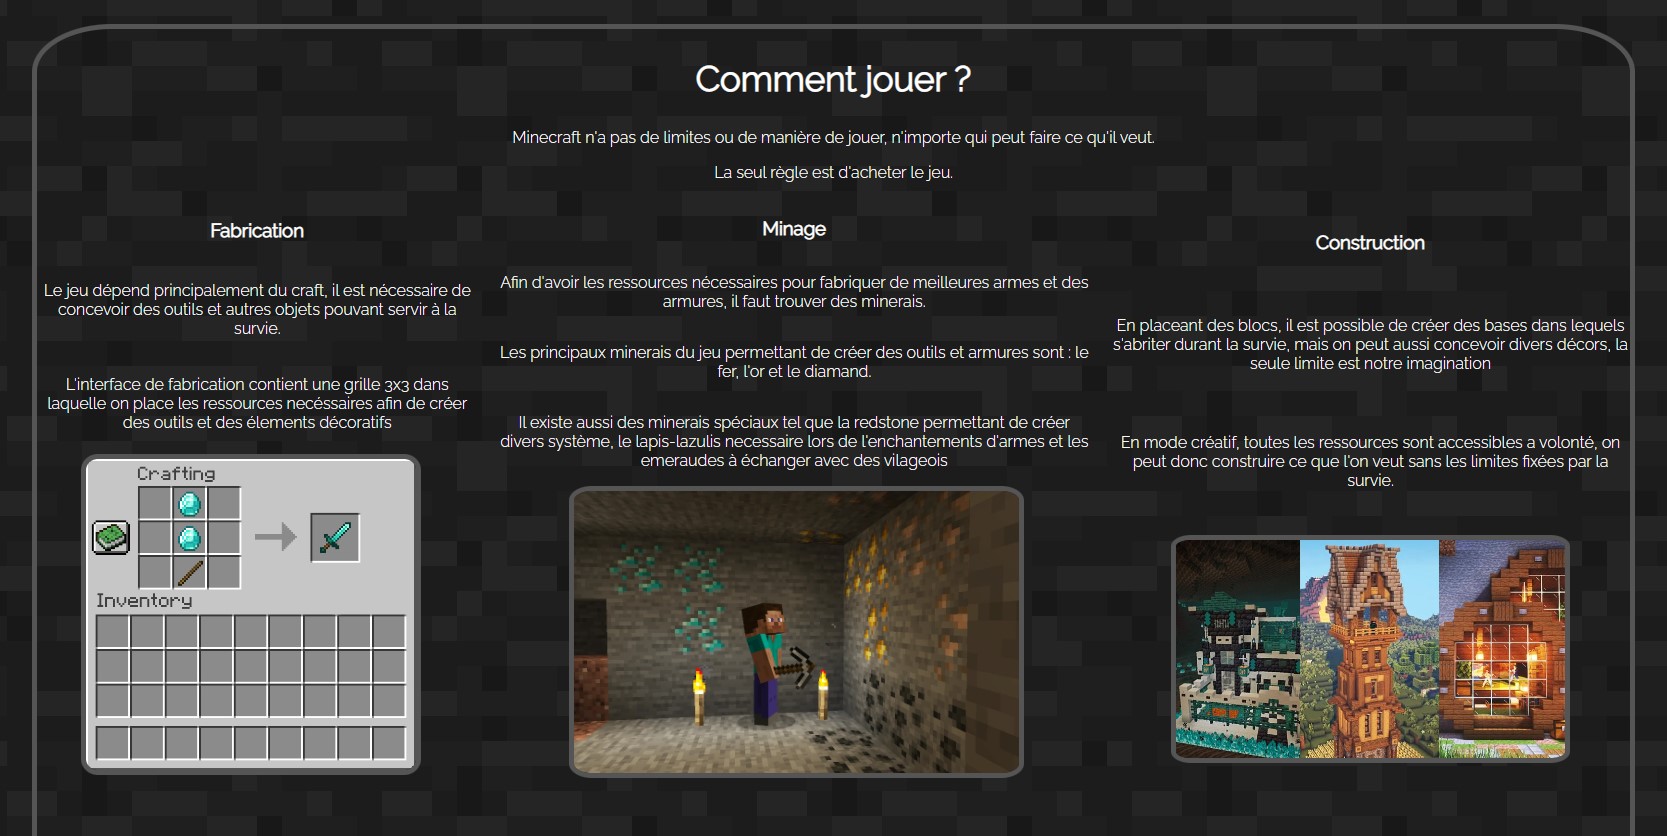 Comment jouer ?
Minecraft n'a pas de limites ou de manière de jouer, n'importe qui peut faire ce qu'il veut.
La seul règle est d'acheter le jeu.
Fabrication
Le jeu dépend principalement du craft, il est nécessaire de
concevoir des outils et autres objets pouvant servir à la
survie.
L'interface de fabrication contient une grille 3x3 dans
laquelle on place les ressources necéssaires afin de créer
des outils et des élements décoratifs
Crafting
Inventory
Minage
Afin d'avoir les ressources nécessaires pour fabriquer de meilleures armes et des
armures, il faut trouver des minerais.
Les principaux minerais du jeu permettant de créer des outils et armures sont : le
fer, l'or et le diamand.
Il existe aussi des minerais spéciaux tel que la redstone permettant de créer
divers système, le lapis-lazulis necessaire lors de l'enchantements d'armes et les
emeraudes à échanger avec des vilageois
Construction
En placeant des blocs, il est possible de créer des bases dans lequels
s'abriter durant la survie, mais on peut aussi concevoir divers décors, la
seule limite est notre imagination
En mode créatif, toutes les ressources sont accessibles a volonté, on
peut donc construire ce que l'on veut sans les limites fixées par la
survie.